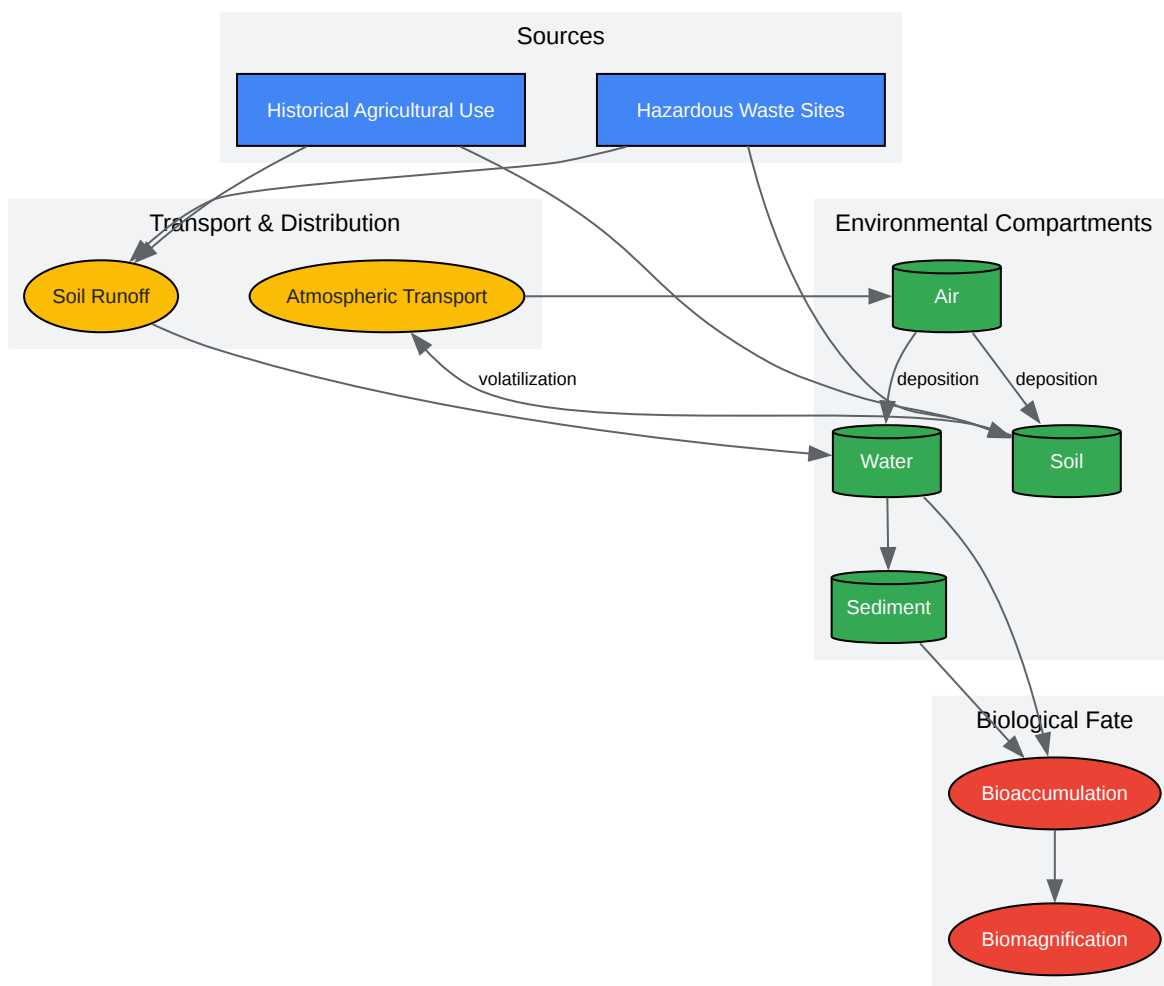 Sources
Historical Agricultural Use
Hazardous Waste Sites
Transport & Distribution
Environmental Compartments
Soil Runoff
Atmospheric Transport
Air
volatilization
deposition
deposition
Water
Soil
Sediment
Biological Fate
Bioaccumulation
Biomagnification